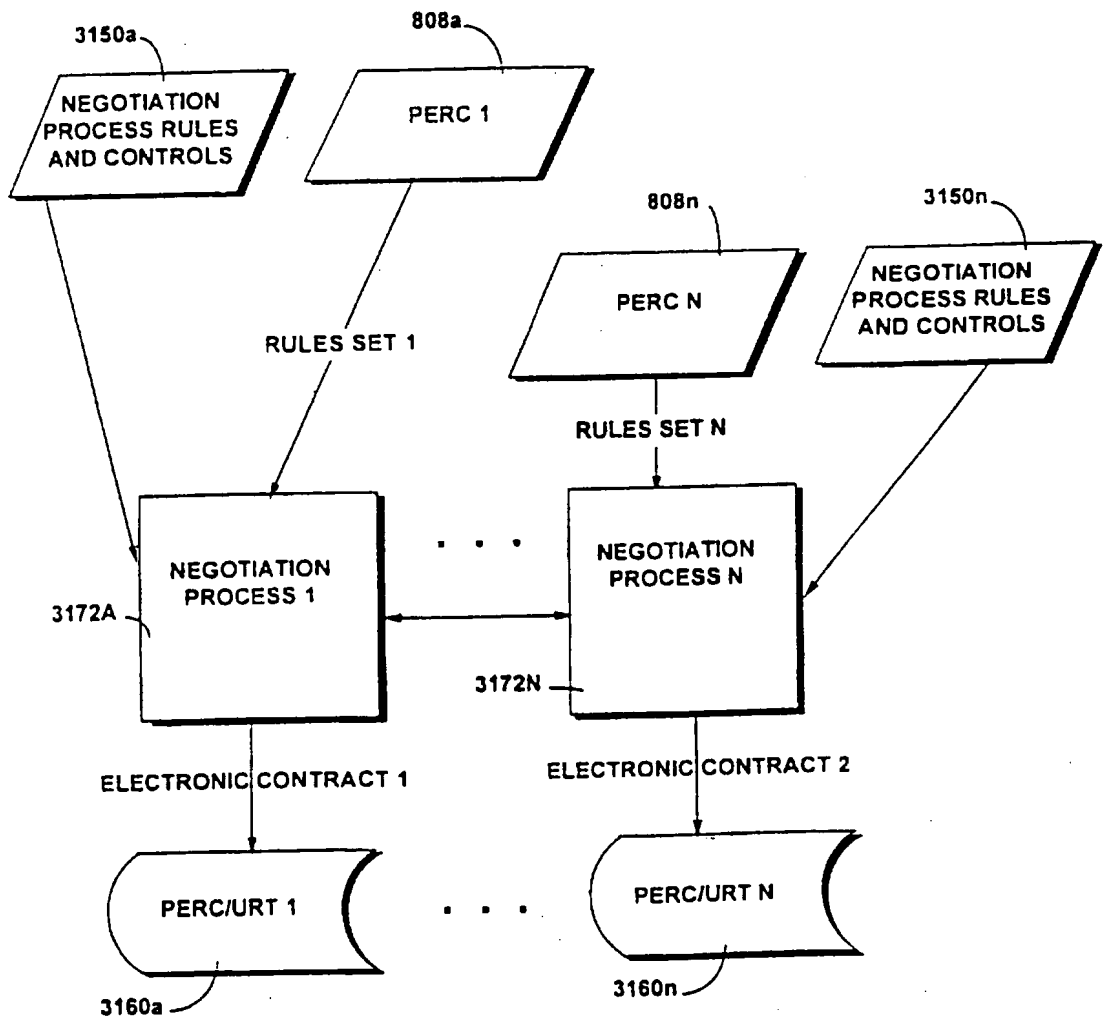 3150a
808a
NEGOTIATION
PROCESS RULES
AND CONTROLS
PERC 1
808n
3150n
PERC N
NEGOTIATION
PROCESS RULES
AND CONTROLS
RULES SET 1
RULES SET N
NEGOTIATION
PROCESS 1
. . .
NEGOTIATION
PROCESS N
3172A
3172N
ELECTRONIC CONTRACT 1
ELECTRONIC CONTRACT 2
PERC/URT 1
. . .
PERC/URT N
3160a
3160n